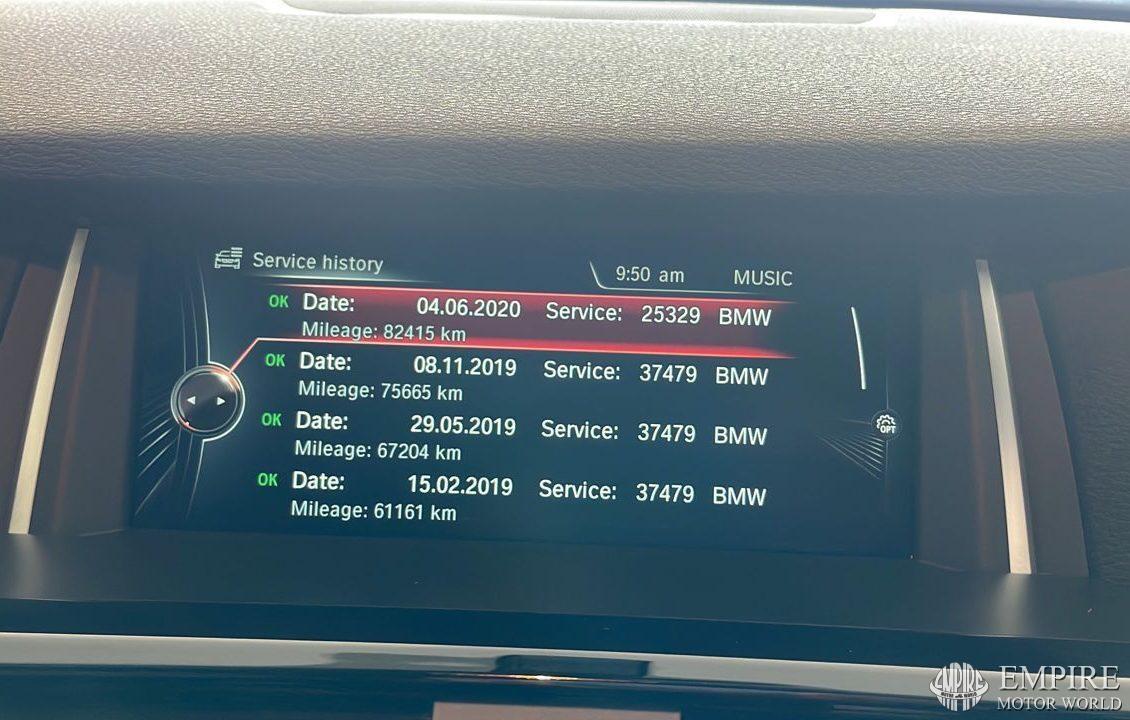 Service history
9:50 am
MUSIC
OK Date: 04.06.2020 Service: 25329 BMW
Mileage: 82415 km
OK Date: 08.11.2019 Service: 37479 BMW
Mileage: 75665 km
OK Date: 29.05.2019 Service: 37479 BMW
Mileage: 67204 km
OK Date: 15.02.2019 Service: 37479 BMW
Mileage: 61161 km
OPT
EMPIRE
EMPIRE
MOTOR WORLD